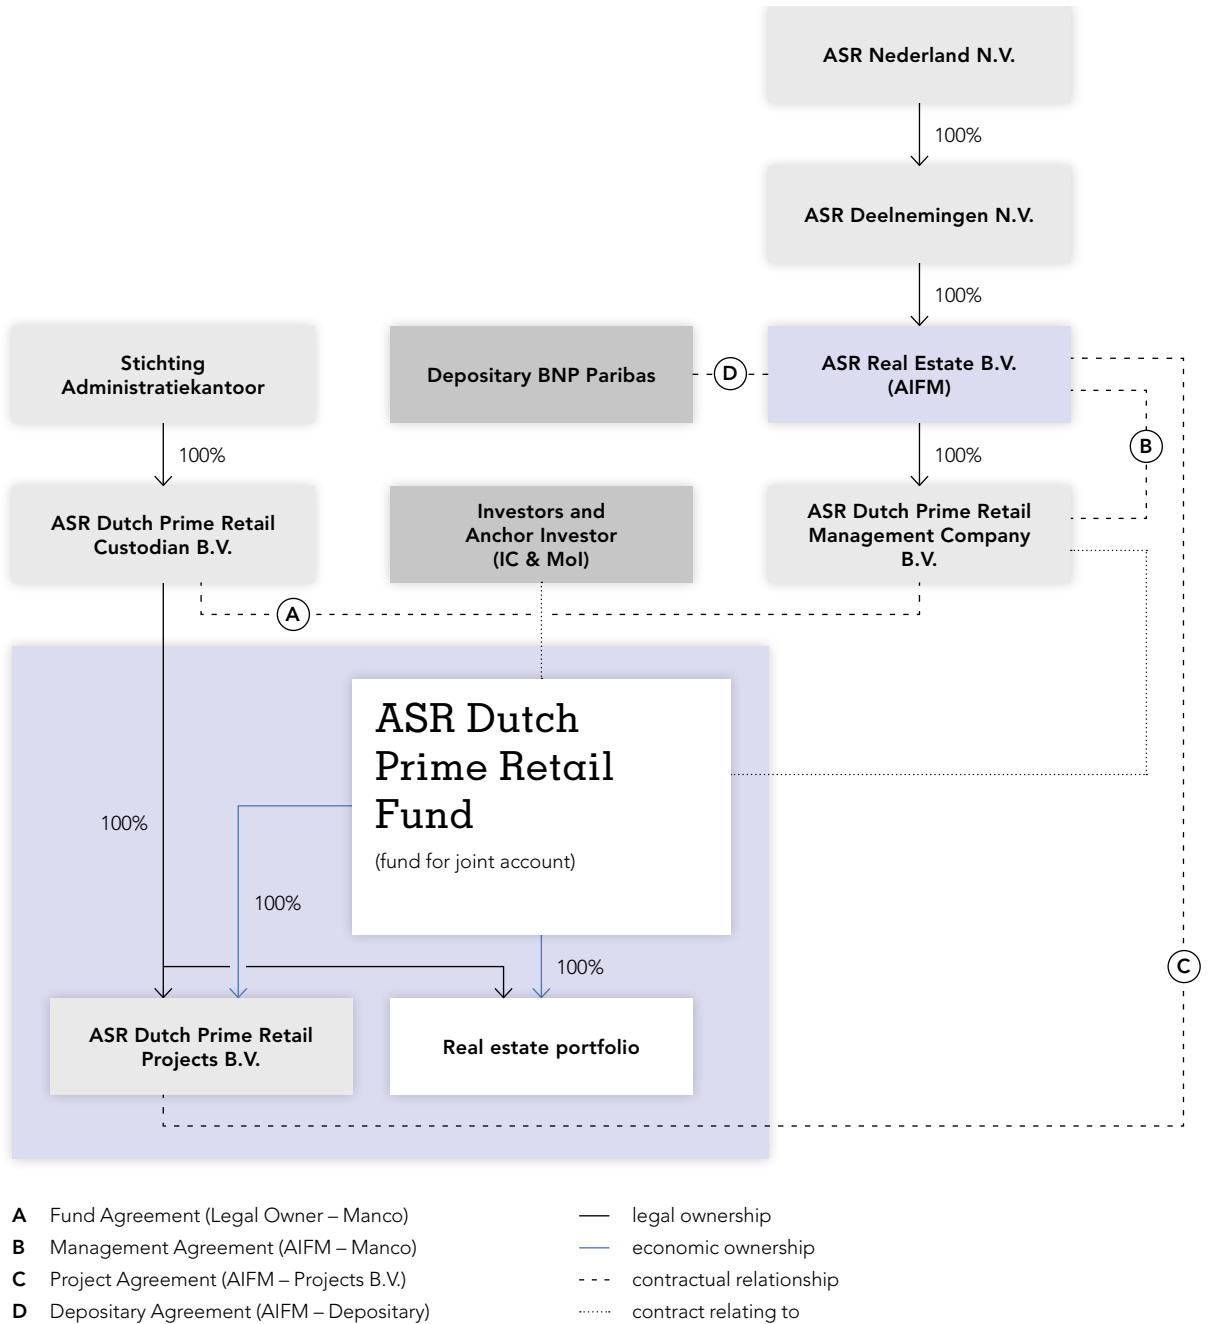 ASR Nederland N.V.
100%
ASR Deelnemingen N.V.
100%
Stichting
Administratiekantoor
Depositary BNP Paribas
D
ASR Real Estate B.V.
(AIFM)
100%
100%
B
ASR Dutch Prime Retail
Custodian B.V.
Investors and
Anchor Investor
(IC & MoI)
ASR Dutch Prime Retail
Management Company
B.V.
A
ASR Dutch
Prime Retail
Fund
(fund for joint account)
100%
100%
100%
C
ASR Dutch Prime Retail
Projects B.V.
Real estate portfolio
A Fund Agreement (Legal Owner – Manco)
B Management Agreement (AIFM – Manco)
C Project Agreement (AIFM – Projects B.V.)
D Depositary Agreement (AIFM – Depositary)
legal ownership
economic ownership
contractual relationship
contract relating to